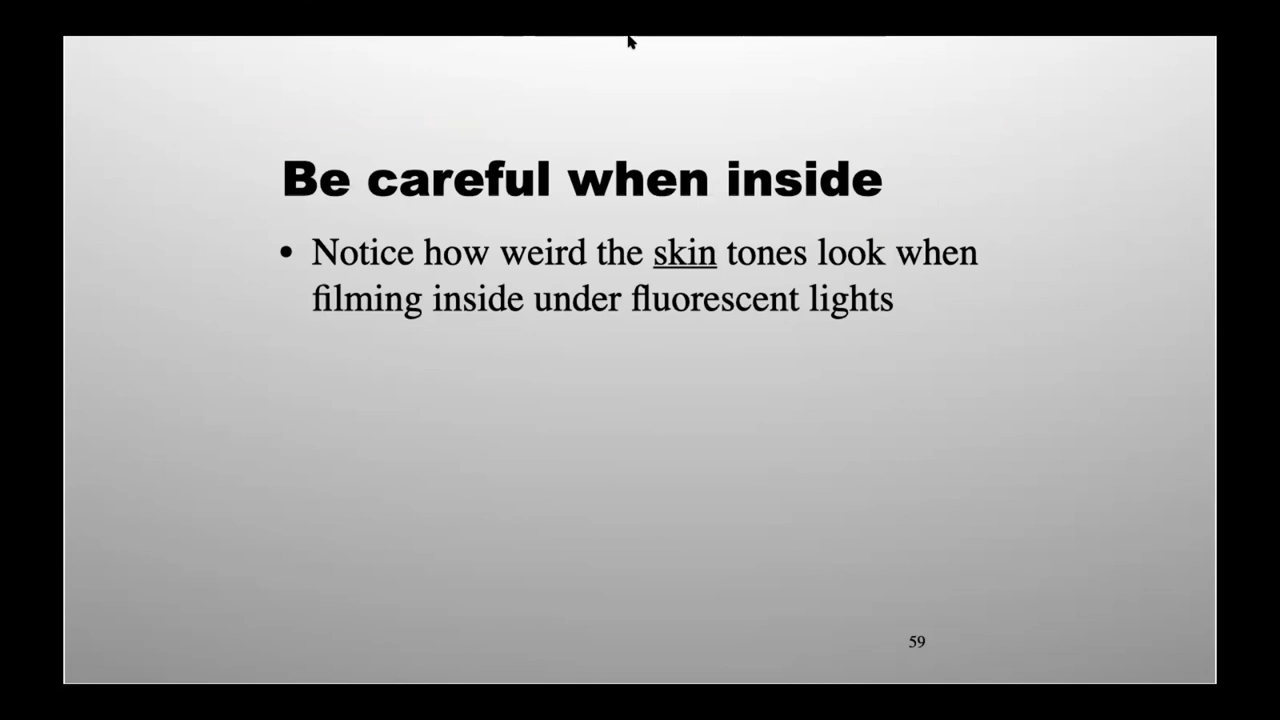 Be careful when inside
• Notice how weird the skin tones look when
filming inside under fluorescent lights
59